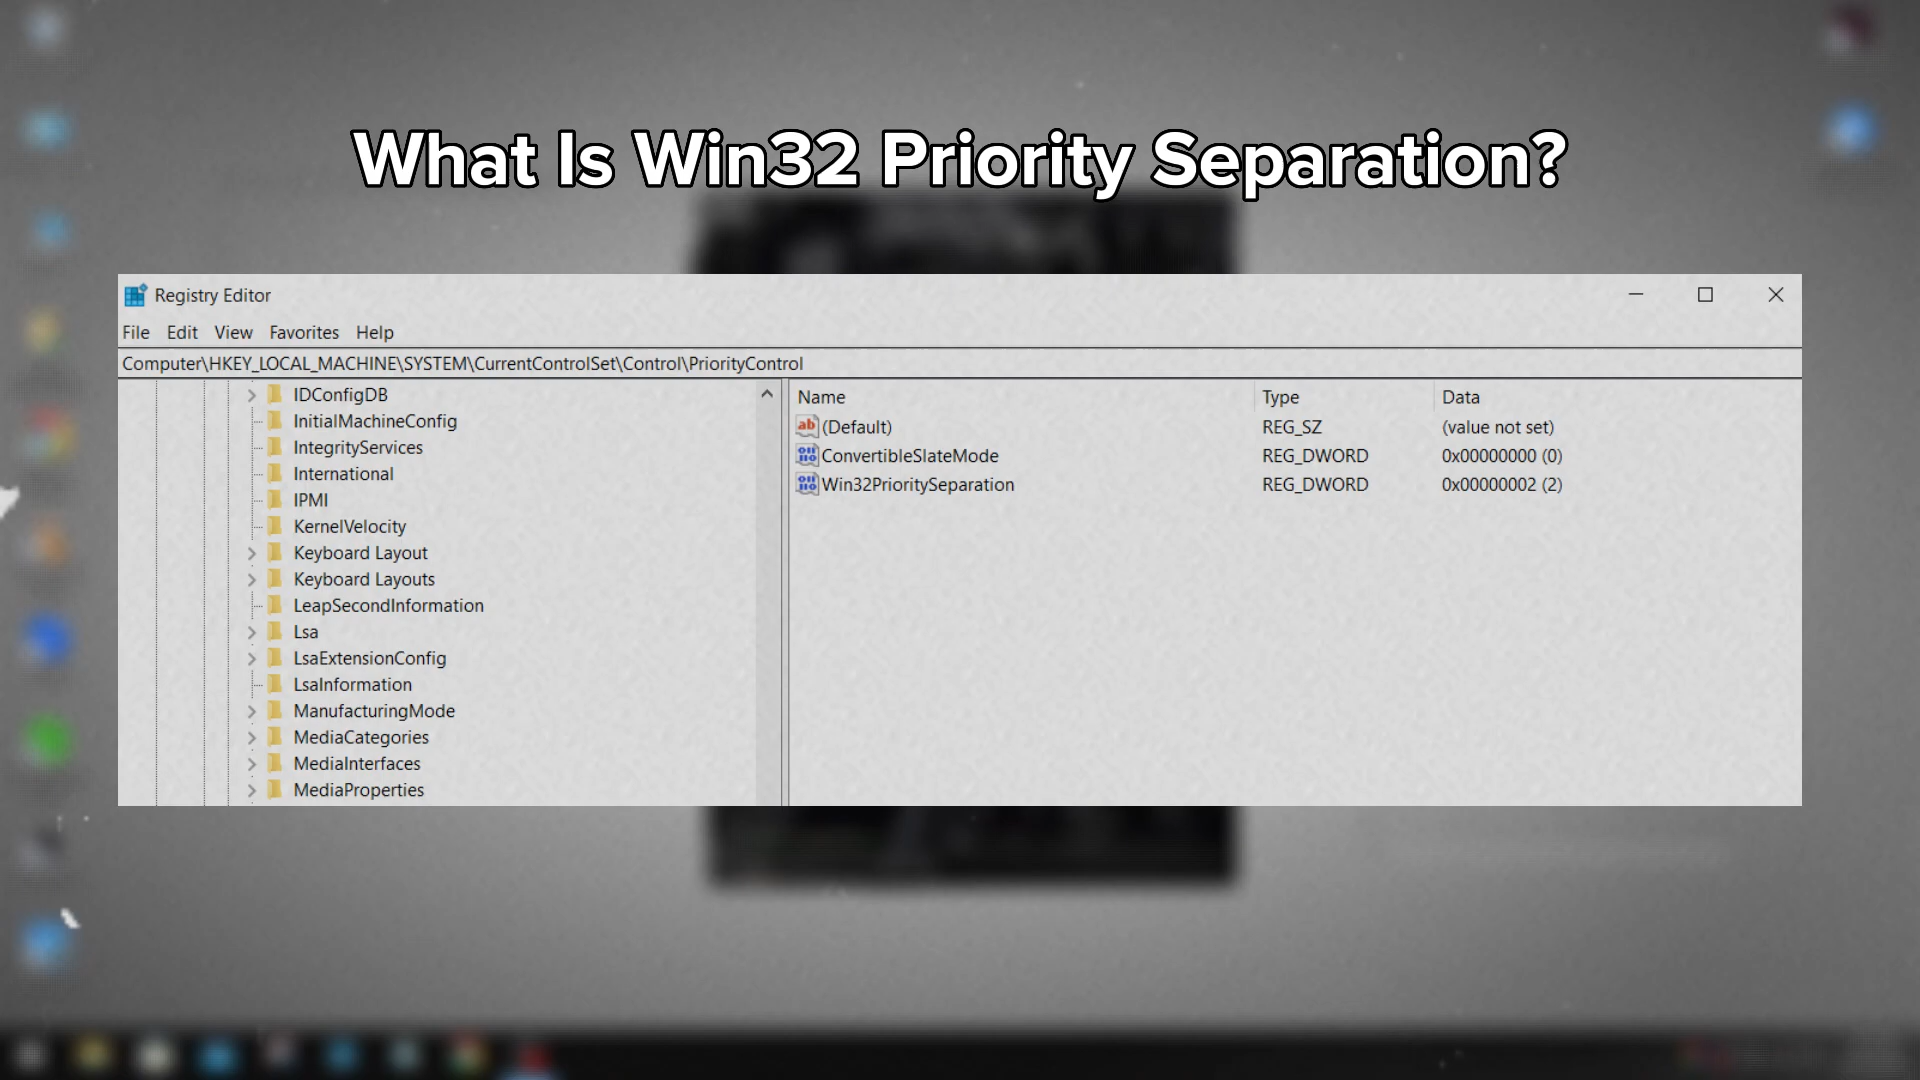 What Is Win32 Priority Separation?
Registry Editor
File Edit View Favorites Help
Computer\HKEY_LOCAL_MACHINE\SYSTEM\CurrentControlSet\Control\PriorityControl
IDConfigDB
InitialMachineConfig
IntegrityServices
International
IPMI
KernelVelocity
Keyboard Layout
Keyboard Layouts
LeapSecondInformation
Lsa
LsaExtensionConfig
LsaInformation
ManufacturingMode
MediaCategories
MediaInterfaces
MediaProperties
Name Type Data
(Default) REG_SZ (value not set)
ConvertibleSlateMode REG_DWORD 0x00000000 (0)
Win32PrioritySeparation REG_DWORD 0x00000002 (2)